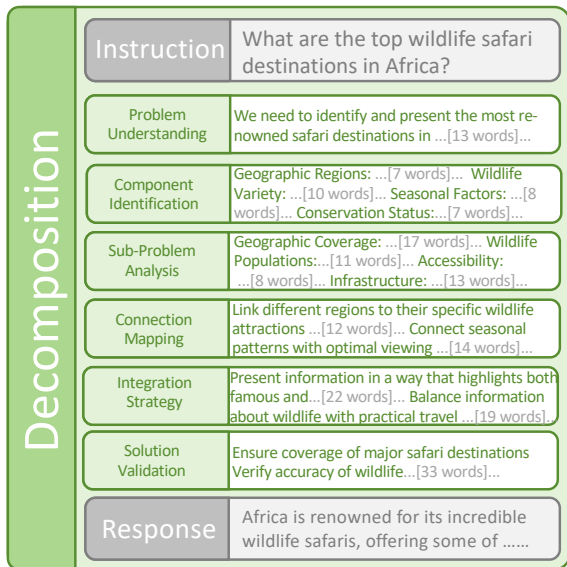 Decomposition
Instruction
What are the top wildlife safari
destinations in Africa?
Problem
Understanding
We need to identify and present the most re-
nowned safari destinations in ...[13 words]...
Component
Identification
Geographic Regions: ...[7 words]... Wildlife
Variety: ...[10 words]... Seasonal Factors: ...[8
words]... Conservation Status:...[7 words]...
Sub-Problem
Analysis
Geographic Coverage: ...[17 words]... Wildlife
Populations:...[11 words]... Accessibility:
...[8 words]... Infrastructure: ...[13 words]...
Connection
Mapping
Link different regions to their specific wildlife
attractions ...[12 words]... Connect seasonal
patterns with optimal viewing ...[14 words]...
Integration
Strategy
Present information in a way that highlights both
famous and...[22 words]... Balance information
about wildlife with practical travel ...[19 words]...
Solution
Validation
Ensure coverage of major safari destinations
Verify accuracy of wildlife...[33 words]...
Response
Africa is renowned for its incredible
wildlife safaris, offering some of ......